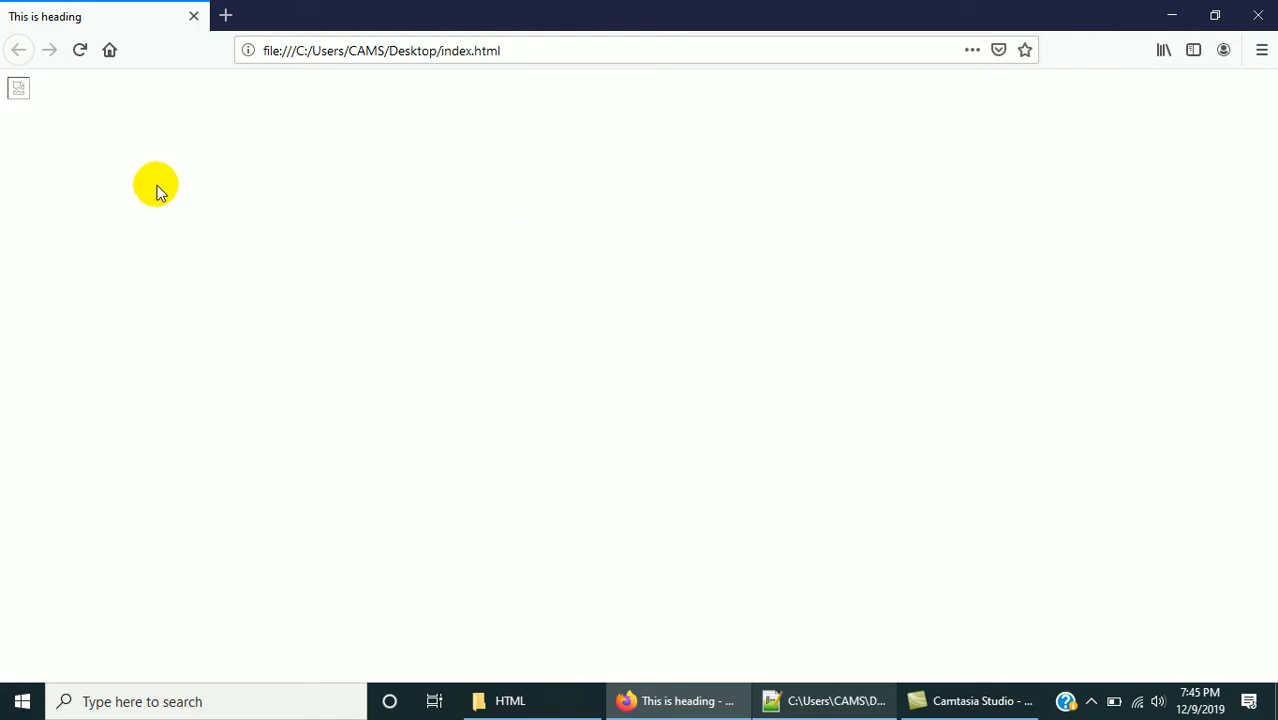 This is heading
file:///C:/Users/CAMS/Desktop/index.html
Type here to search
HTML
This is heading - ...
C:\Users\CAMS\D...
Camtasia Studio - ...
7:45 PM
12/9/2019